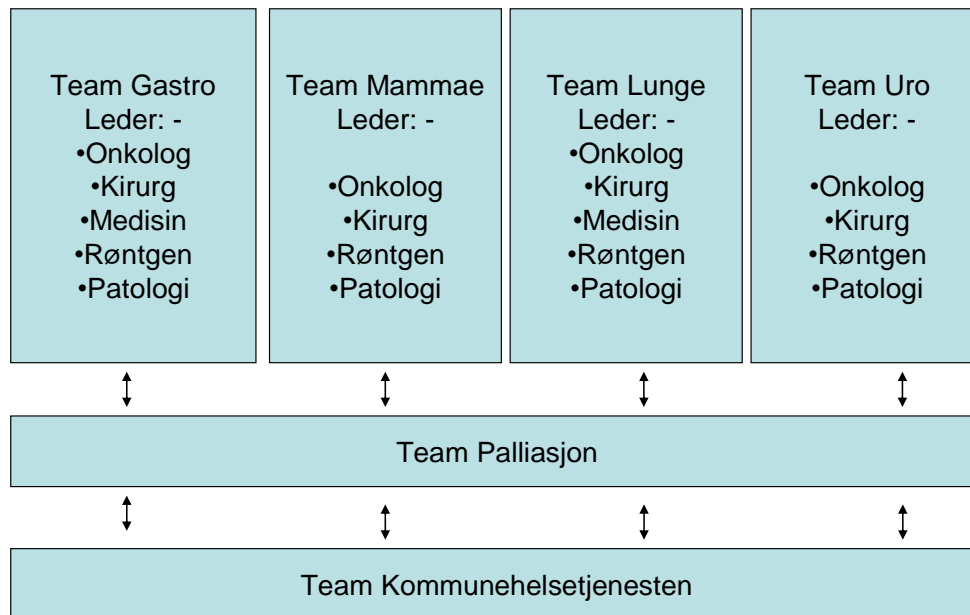 Team Gastro
Leder: -
•Onkolog
•Kirurg
•Medisin
•Røntgen
•Patologi
Team Mammae
Leder: -
•Onkolog
•Kirurg
•Røntgen
•Patologi
Team Lunge
Leder: -
•Onkolog
•Kirurg
•Medisin
•Røntgen
•Patologi
Team Uro
Leder: -
•Onkolog
•Kirurg
•Røntgen
•Patologi
Team Palliasjon
Team Kommunehelsetjenesten